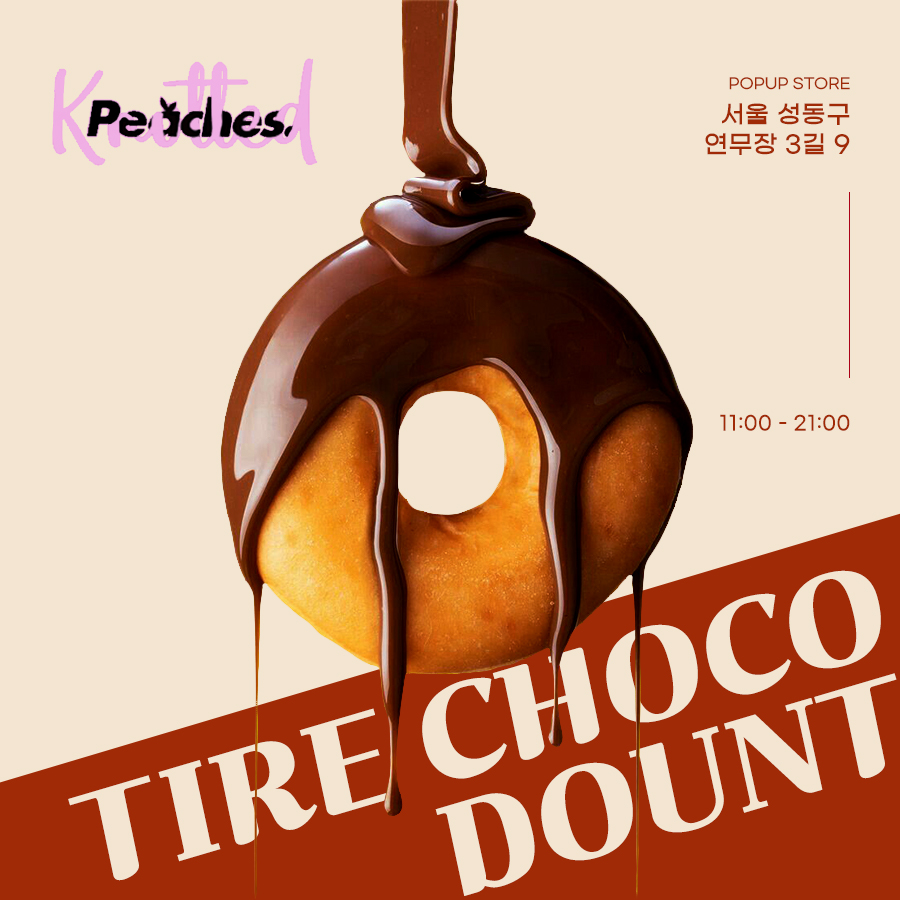 Knotted
Peaches.
POPUP STORE
서울 성동구
연무장 3길 9
11:00 - 21:00
TIRE CHOCO
DOUNT